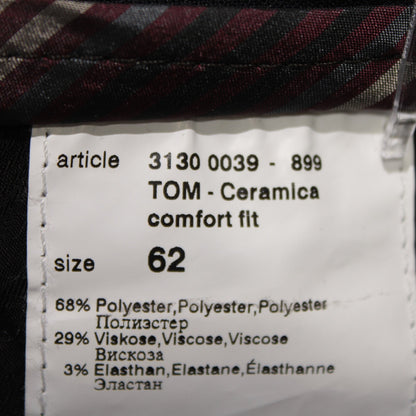 article 3130 0039 - 899
TOM - Ceramica
comfort fit
size 62
68% Polyester,Polyester,Polyester
Полиэстер
29% Viskose,Viscose,Viscose
Вискоза
3% Elasthan,Elastane,Élasthanne
Эластан